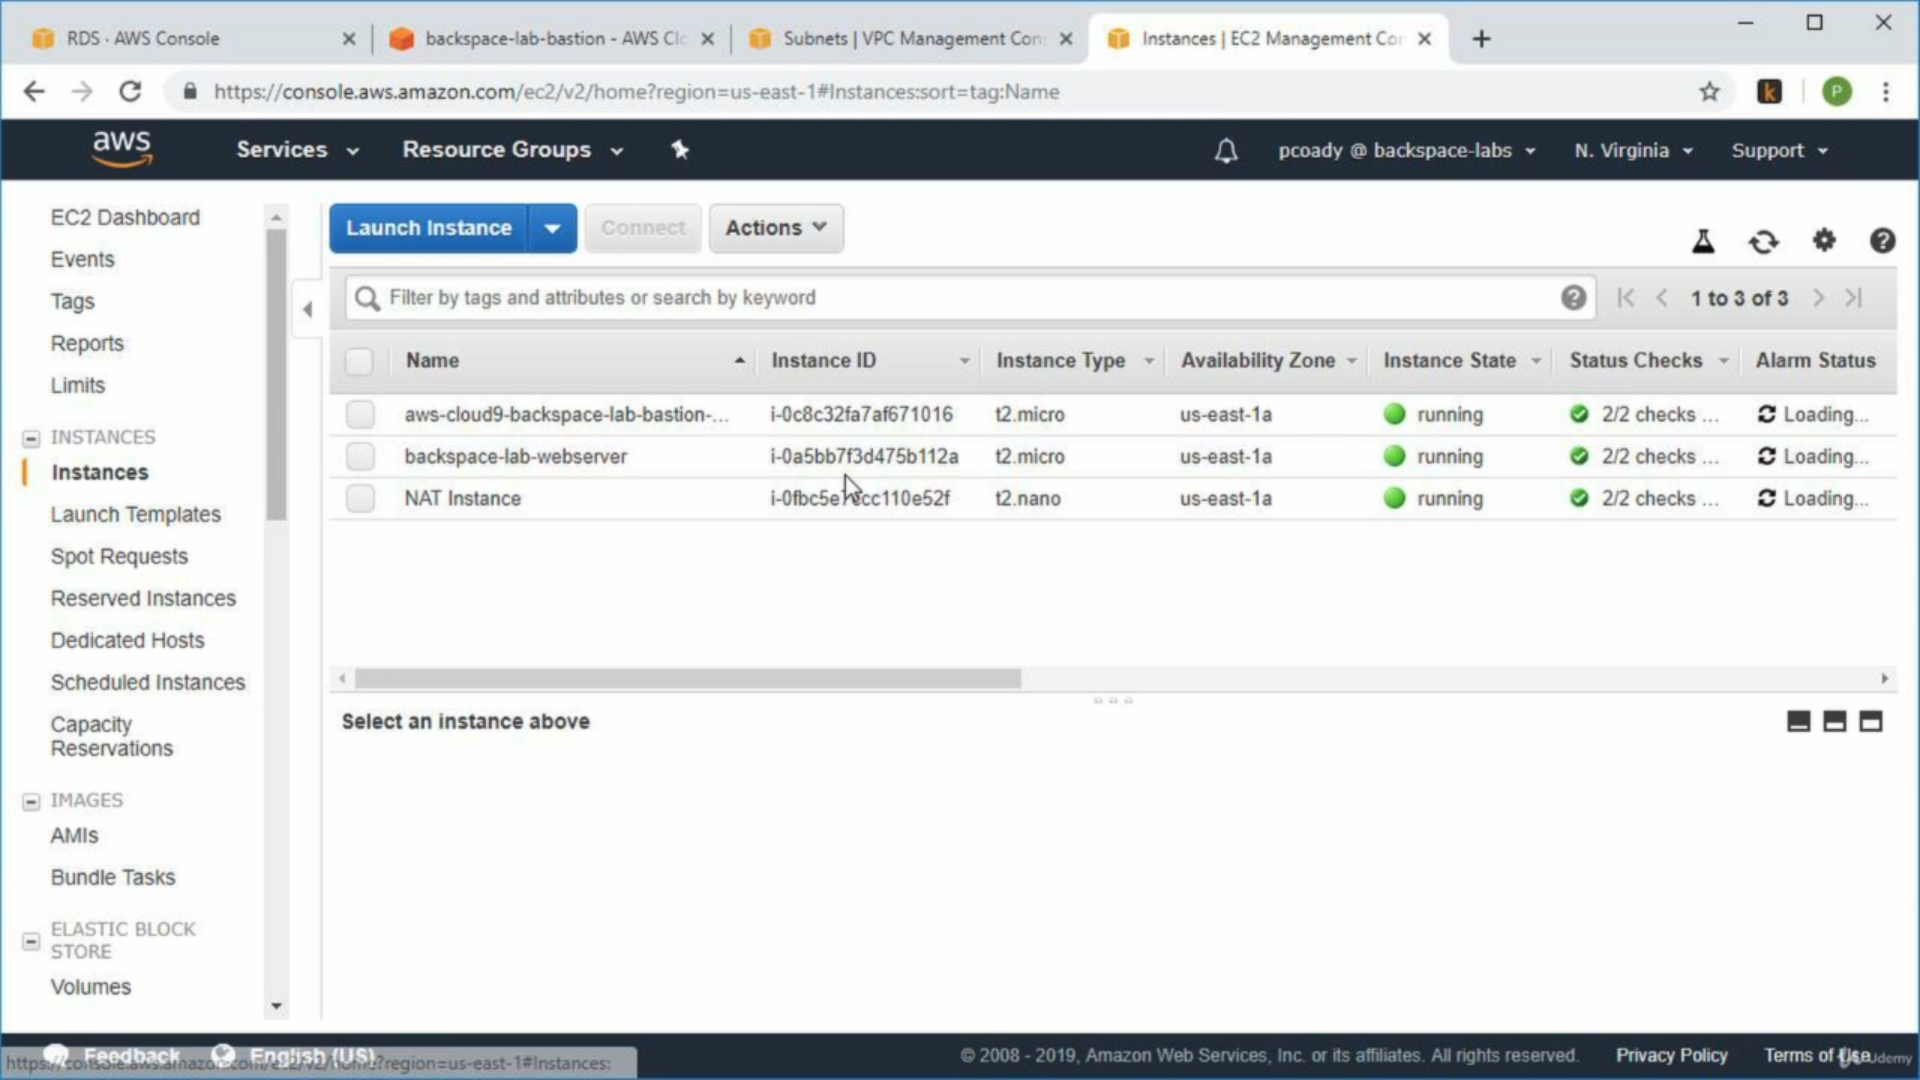 RDS · AWS Console
backspace-lab-bastion - AWS Clo
Subnets | VPC Management Con
Instances | EC2 Management Co
https://console.aws.amazon.com/ec2/v2/home?region=us-east-1#Instances:sort=tag:Name
k
P
aws
Services
Resource Groups
pcoady @ backspace-labs
N. Virginia
Support
EC2 Dashboard
Events
Tags
Reports
Limits
INSTANCES
Instances
Launch Templates
Spot Requests
Reserved Instances
Dedicated Hosts
Scheduled Instances
Capacity
Reservations
IMAGES
AMIs
Bundle Tasks
ELASTIC BLOCK
STORE
Volumes
Launch Instance
Connect
Actions
Filter by tags and attributes or search by keyword
1 to 3 of 3
Name Instance ID Instance Type Availability Zone Instance State Status Checks Alarm Status
aws-cloud9-backspace-lab-bastion-... i-0c8c32fa7af671016 t2.micro us-east-1a running 2/2 checks ... Loading...
backspace-lab-webserver i-0a5bb7f3d475b112a t2.micro us-east-1a running 2/2 checks ... Loading...
NAT Instance t2.nano us-east-1a running 2/2 checks ... Loading...
Select an instance above
Feedback
English (US)
https://console.aws.amazon.com/ec2/v2/home?region=us-east-1#Instances:
© 2008 - 2019, Amazon Web Services, Inc. or its affiliates. All rights reserved.
Privacy Policy
Terms of Use
Udemy